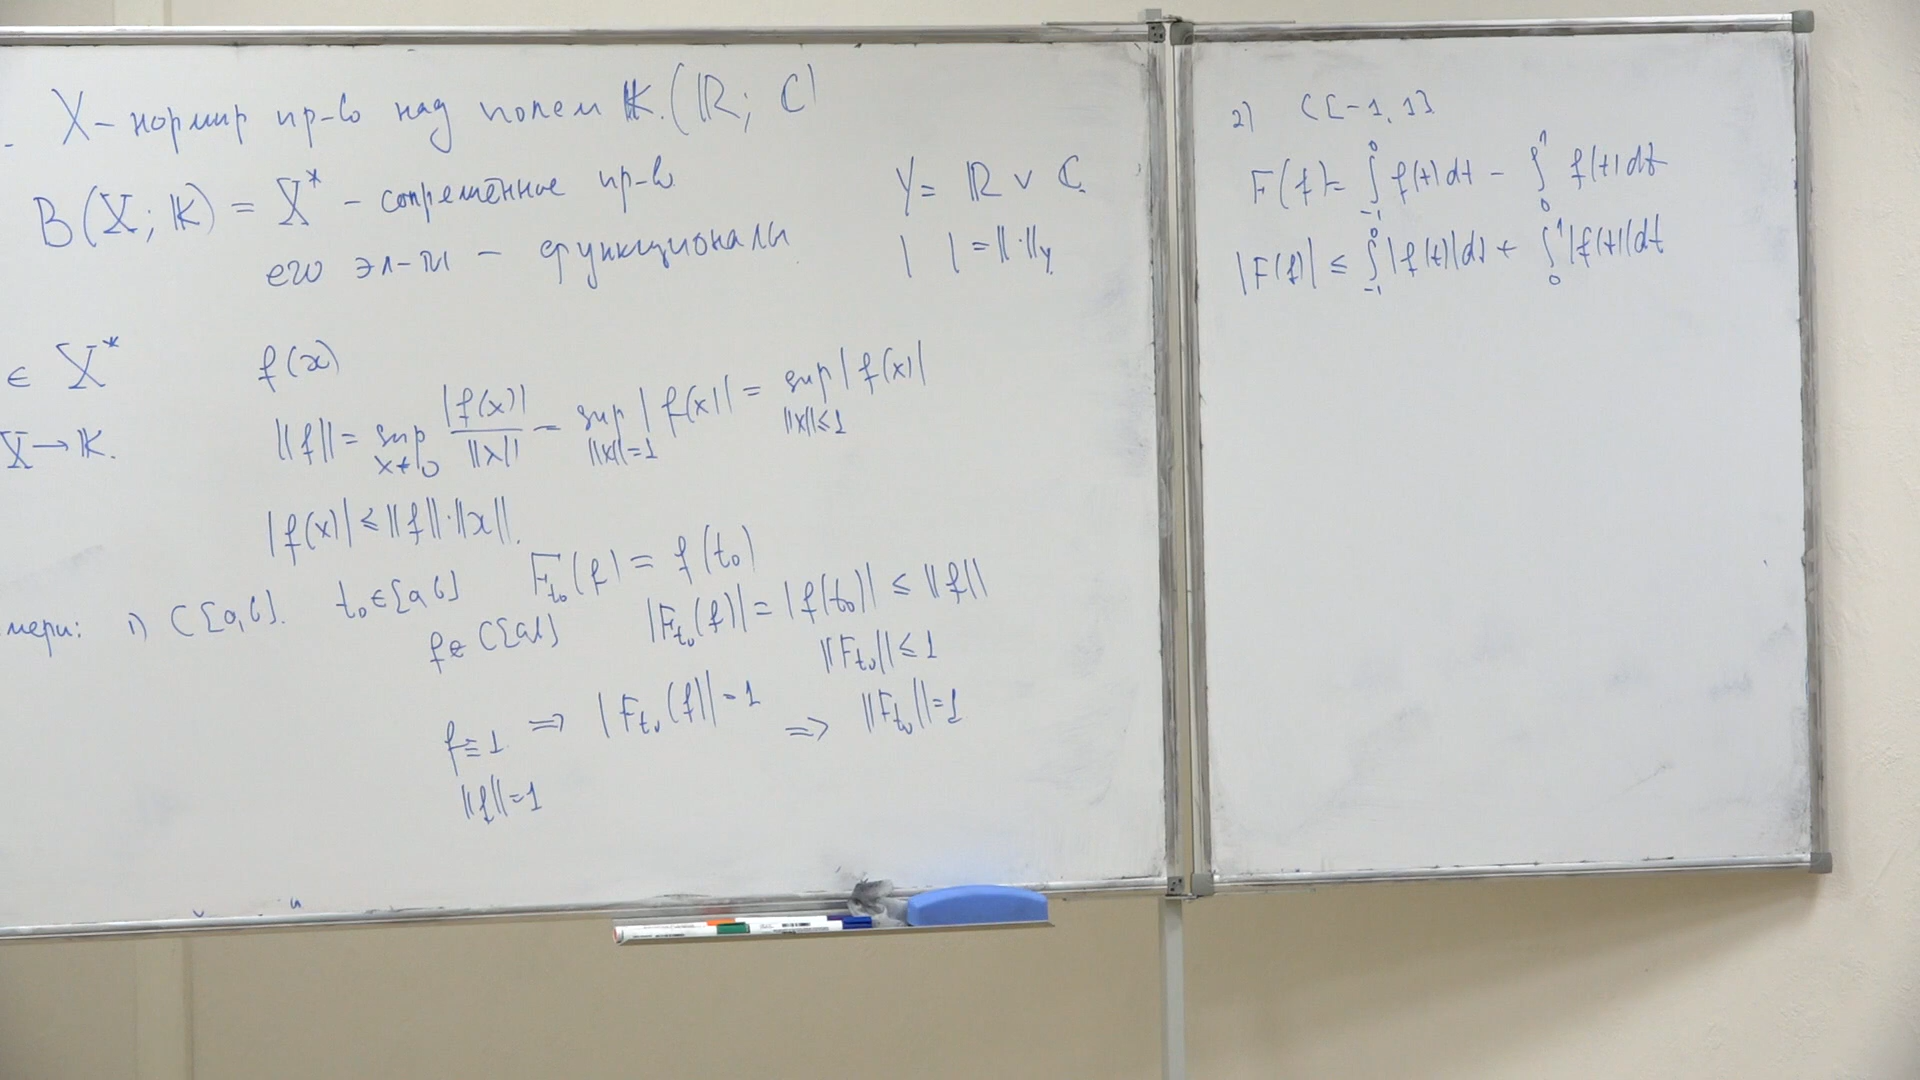 X – нормир пр-во над полем 𝕂. (ℝ; ℂ)
B(X; 𝕂) = X* – сопряжённое пр-во
его эл-ты – функционалы
Y = ℝ ∨ ℂ
| | = ||·||_Y
∈ X*
X → 𝕂.
f(x)
||f|| = sup_{x≠0} |f(x)| / ||x|| = sup_{||x||=1} |f(x)| = sup_{||x||≤1} |f(x)|
|f(x)| ≤ ||f||·||x||.
меры: 1) C[a,b]. t₀∈[a,b] F_{t₀}(f) = f(t₀)
f∈C[a,b] |F_{t₀}(f)| = |f(t₀)| ≤ ||f||
||F_{t₀}|| ≤ 1
f≡1 ⇒ |F_{t₀}(f)| = 1 ⇒ ||F_{t₀}|| = 1
||f|| = 1
2) C[-1,1]
F(f) = ∫_{-1}^{0} f(t)dt – ∫_{0}^{1} f(t)dt
|F(f)| ≤ ∫_{-1}^{0} |f(t)|dt + ∫_{0}^{1} |f(t)|dt